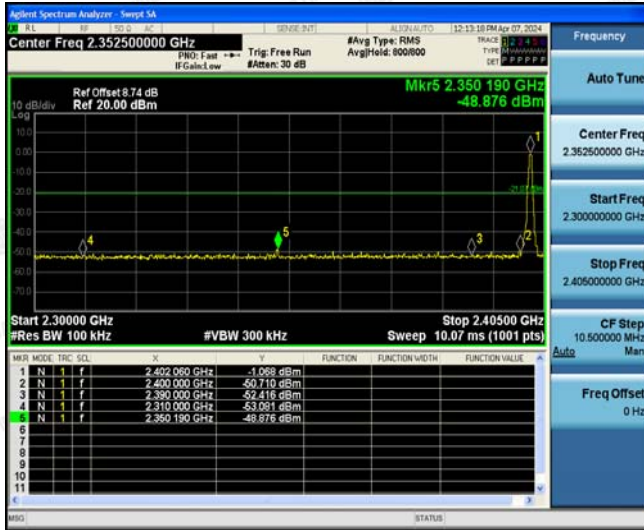 Agilent Spectrum Analyzer - Swept SA
RL RF 50 Ω AC SENSE:INT ALIGNAUTO 12:13:18 PM Apr 07, 2024
Center Freq 2.352500000 GHz
PNO: Fast
IFGain:Low
Trig: Free Run
#Atten: 30 dB
#Avg Type: RMS
Avg|Hold: 600/800
TRACE 1 2 3 4 5 6
TYPE
DET P P P P P P
Frequency
Auto Tune
Center Freq
2.352500000 GHz
Start Freq
2.300000000 GHz
Stop Freq
2.405000000 GHz
CF Step
10.500000 MHz
Auto Man
Freq Offset
0 Hz
Ref Offset 8.74 dB
Ref 20.00 dBm
10 dB/div
Log
Mkr5 2.350 190 GHz
-48.876 dBm
10.0
0.00
-10.0
-20.0
-30.0
-40.0
-50.0
-60.0
-70.0
1
2
3
4
5
Start 2.30000 GHz
#Res BW 100 kHz
#VBW 300 kHz
Stop 2.40500 GHz
Sweep 10.07 ms (1001 pts)
MKR MODE TRC SCL X Y FUNCTION FUNCTION WIDTH FUNCTION VALUE
1 N 1 f 2.402 060 GHz -1.068 dBm
2 N 1 f 2.400 000 GHz -50.710 dBm
3 N 1 f 2.390 000 GHz -52.416 dBm
4 N 1 f 2.310 000 GHz -53.081 dBm
5 N 1 f 2.350 190 GHz -48.876 dBm
6
7
8
9
10
11
MSG
STATUS